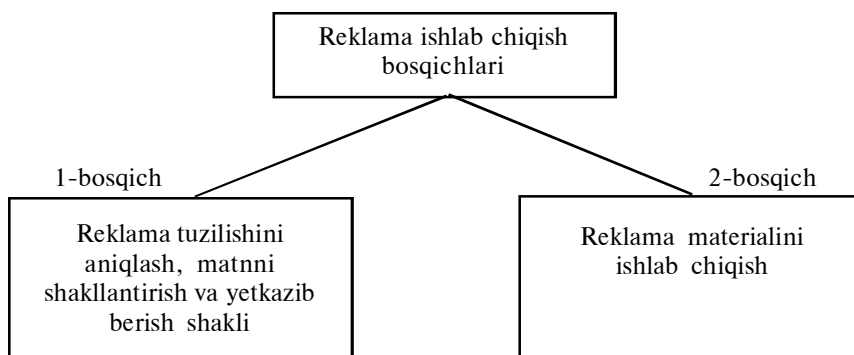 Reklama ishlab chiqish
bosqichlari
1-bosqich
2-bosqich
Reklama tuzilishini
aniqlash, matnni
shakllantirish va yetkazib
berish shakli
Reklama materialini
ishlab chiqish